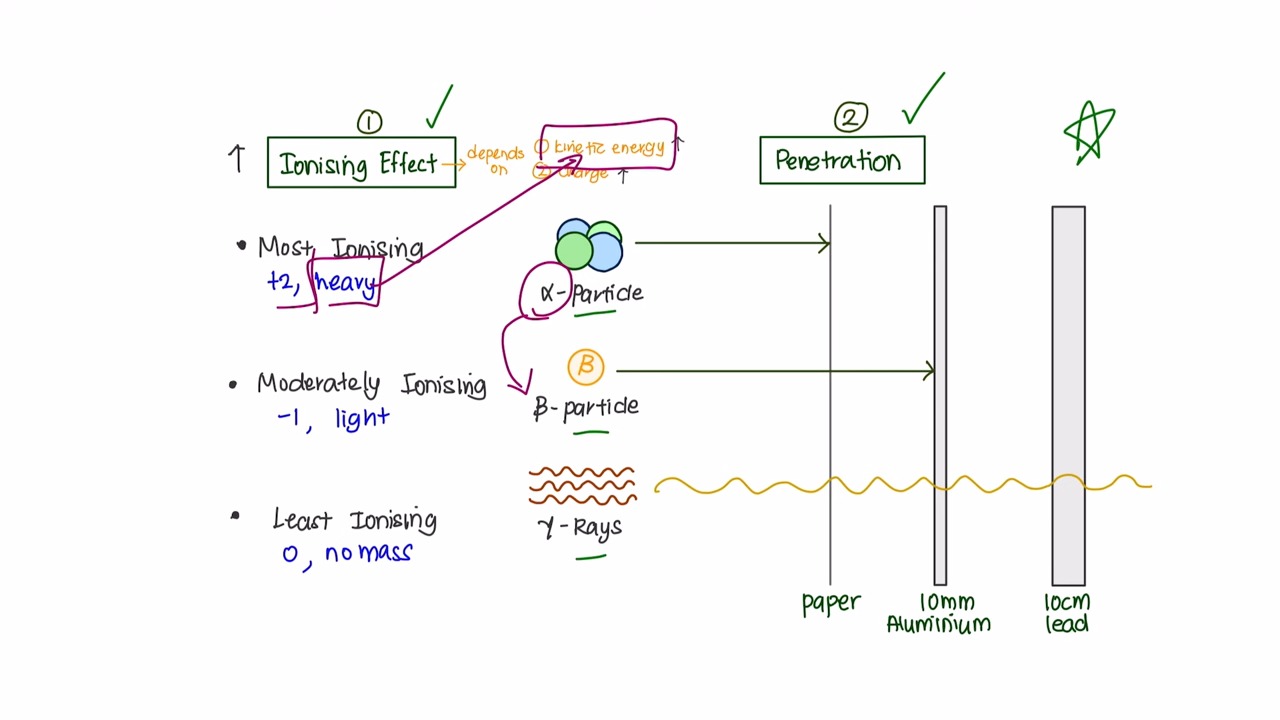 ①
Ionising Effect
depends on
① kinetic energy
② charge
②
Penetration
• Most Ionising
+2, heavy
α-particle
• Moderately Ionising
-1, light
β
β-particle
• Least Ionising
0, no mass
γ-Rays
paper
10mm
Aluminium
10cm
lead